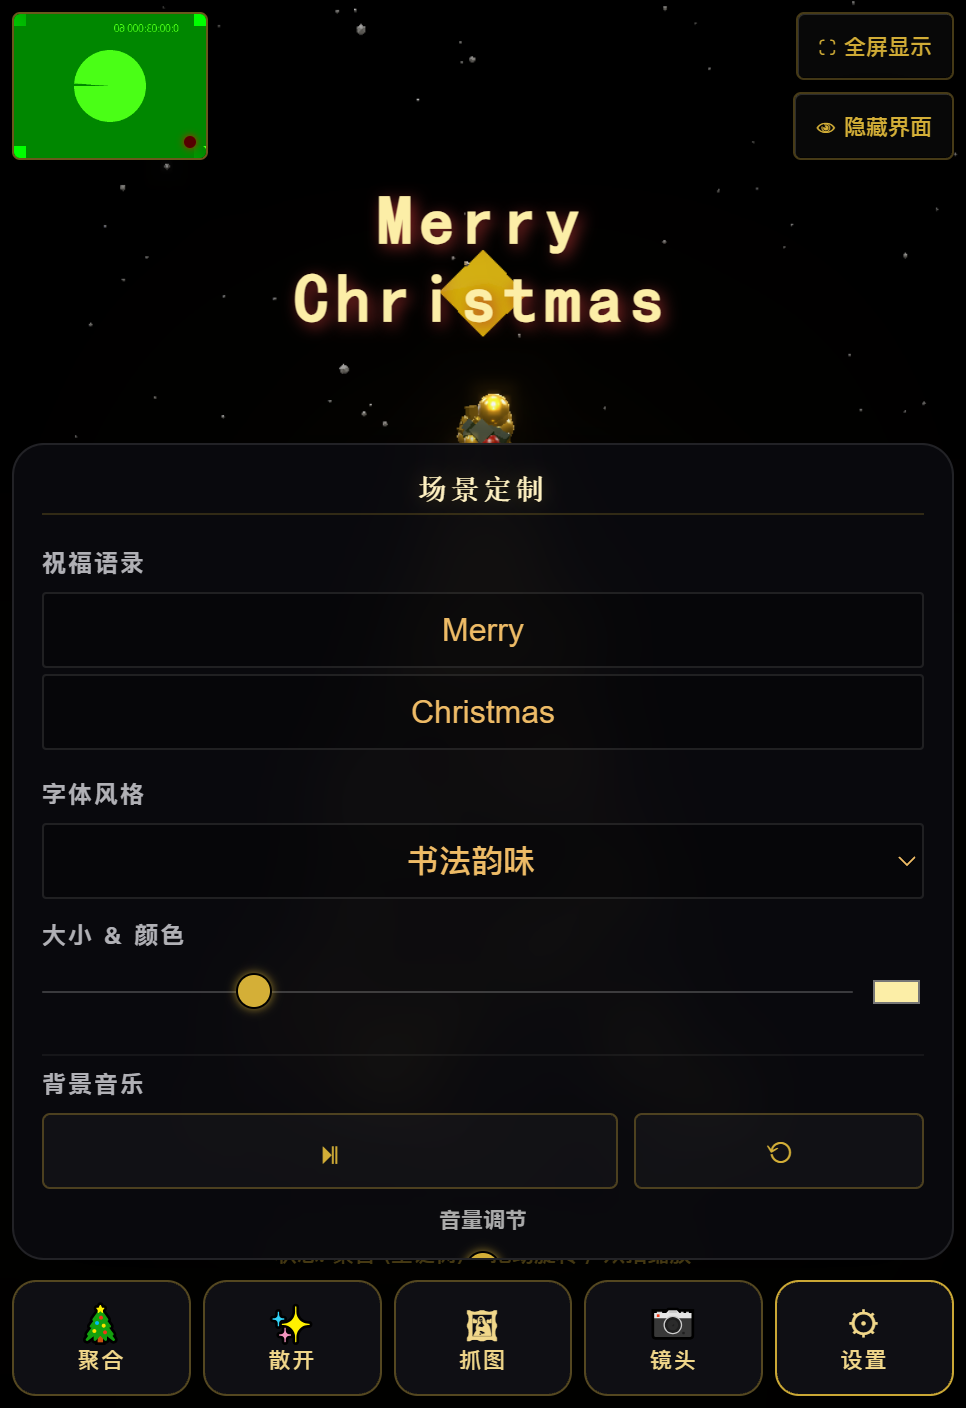 全屏显示
隐藏界面
Merry
Christmas
场景定制
祝福语录
Merry
Christmas
字体风格
书法韵味
大小 & 颜色
背景音乐
音量调节
聚合
散开
抓图
镜头
设置